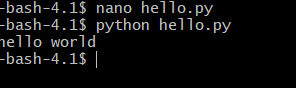 -bash-4.1$ nano hello.py
-bash-4.1$ python hello.py
hello world
-bash-4.1$